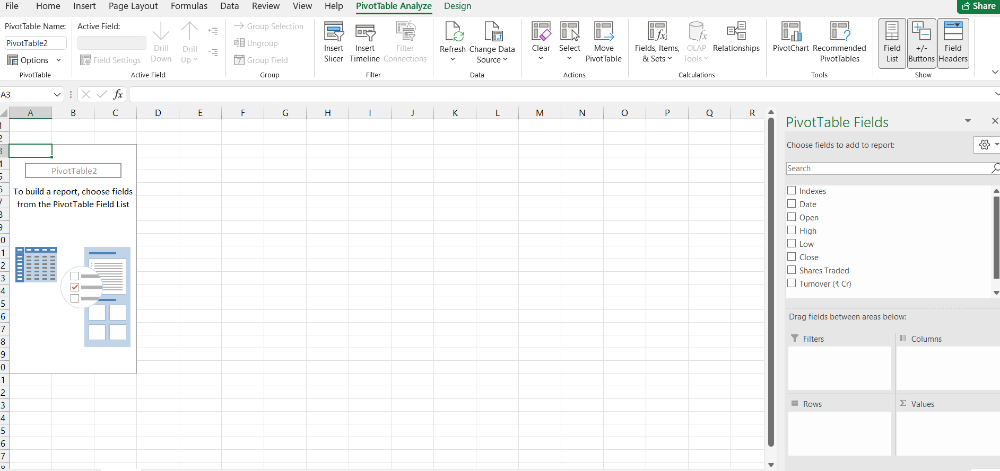 File Home Insert Page Layout Formulas Data Review View Help PivotTable Analyze Design Share
PivotTable Name:
PivotTable2
Options
PivotTable
Active Field:
Field Settings
Drill
Down
Drill
Up
Active Field
Group Selection
Ungroup
7 Group Field
Group
Insert
Slicer
Insert
Timeline
Filter
Connections
Filter
Refresh
Change Data
Source
Data
Clear
Select
Move
PivotTable
Actions
fx
Fields, Items,
& Sets
fx
OLAP
Tools
Relationships
Calculations
PivotChart
?
Recommended
PivotTables
Tools
Field
List
+/-
Buttons
Field
Headers
Show
A3
fx
A B C D E F G H I J K L M N O P Q R
1
2
3
4
5
6
7
8
9
0
1
2
3
4
5
6
7
8
9
0
1
2
3
4
5
6
7
8
PivotTable2
To build a report, choose fields
from the PivotTable Field List
PivotTable Fields
Choose fields to add to report:
Search
Indexes
Date
Open
High
Low
Close
Shares Traded
Turnover (₹ Cr)
Drag fields between areas below:
Filters
Columns
Rows
Σ Values